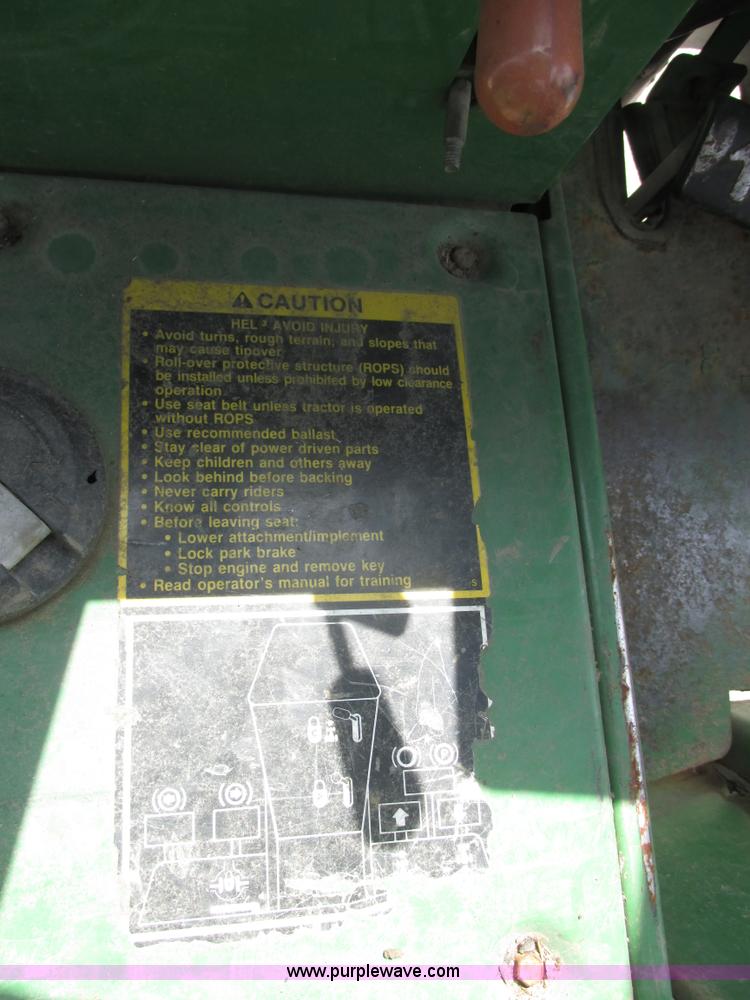 CAUTION
HEL AVOID INJURY
• Avoid turns, rough terrain, and slopes that
may cause tipover
• Roll-over protective structure (ROPS) should
be installed unless prohibited by low clearance
operation
• Use seat belt unless tractor is operated
without ROPS
• Use recommended ballast
• Stay clear of power driven parts
• Keep children and others away
• Look behind before backing
• Never carry riders
• Know all controls
• Before leaving seat:
• Lower attachment/implement
• Lock park brake
• Stop engine and remove key
• Read operator's manual for training
S
www.purplewave.com